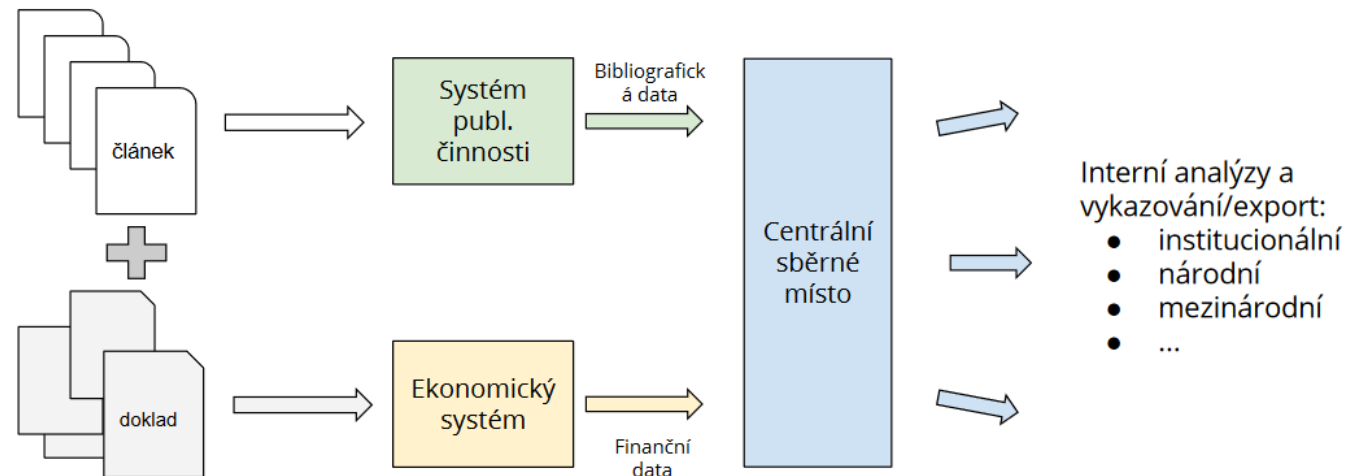 článek
doklad
Systém
publ.
činnosti
Ekonomický
systém
Bibliografick
á data
Finanční
data
Centrální
sběrné
místo
Interní analýzy a
vykazování/export:
● institucionální
● národní
● mezinárodní
● ...